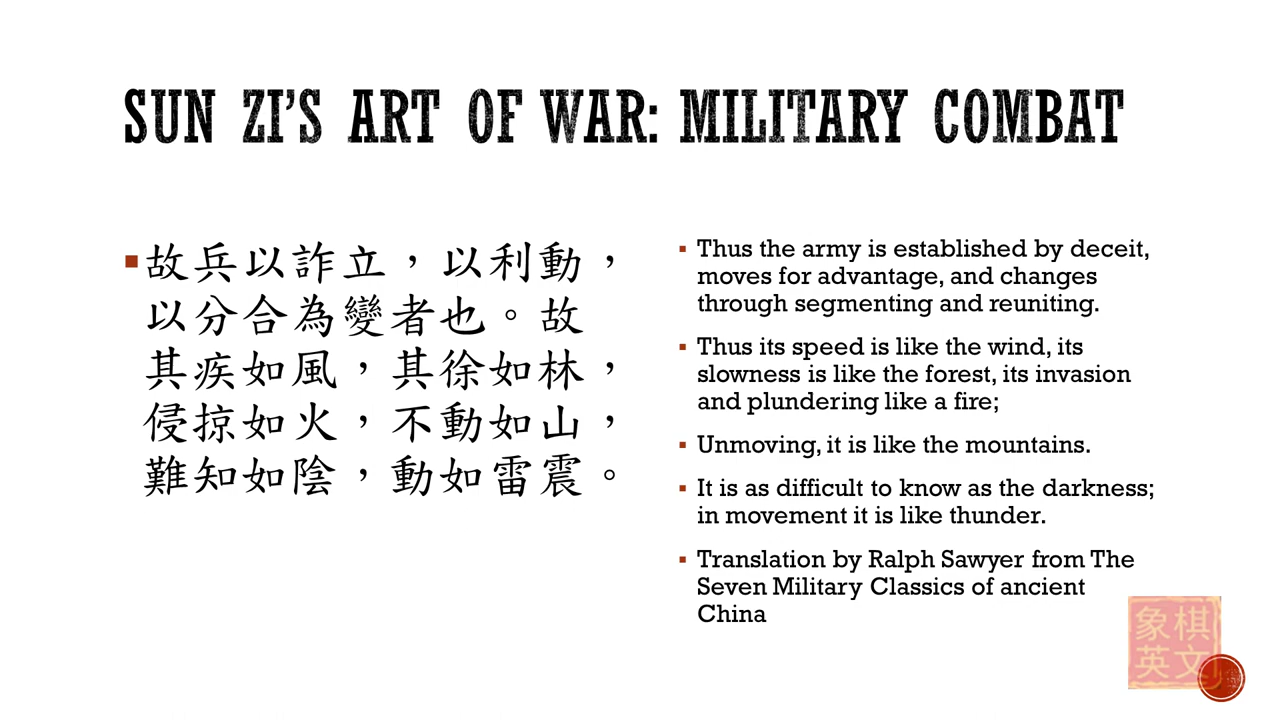 SUN ZI'S ART OF WAR: MILITARY COMBAT
故兵以詐立，以利動，
以分合為變者也。故
其疾如風，其徐如林，
侵掠如火，不動如山，
難知如陰，動如雷震。
Thus the army is established by deceit,
moves for advantage, and changes
through segmenting and reuniting.
Thus its speed is like the wind, its
slowness is like the forest, its invasion
and plundering like a fire;
Unmoving, it is like the mountains.
It is as difficult to know as the darkness;
in movement it is like thunder.
Translation by Ralph Sawyer from The
Seven Military Classics of ancient
China
象棋
英文